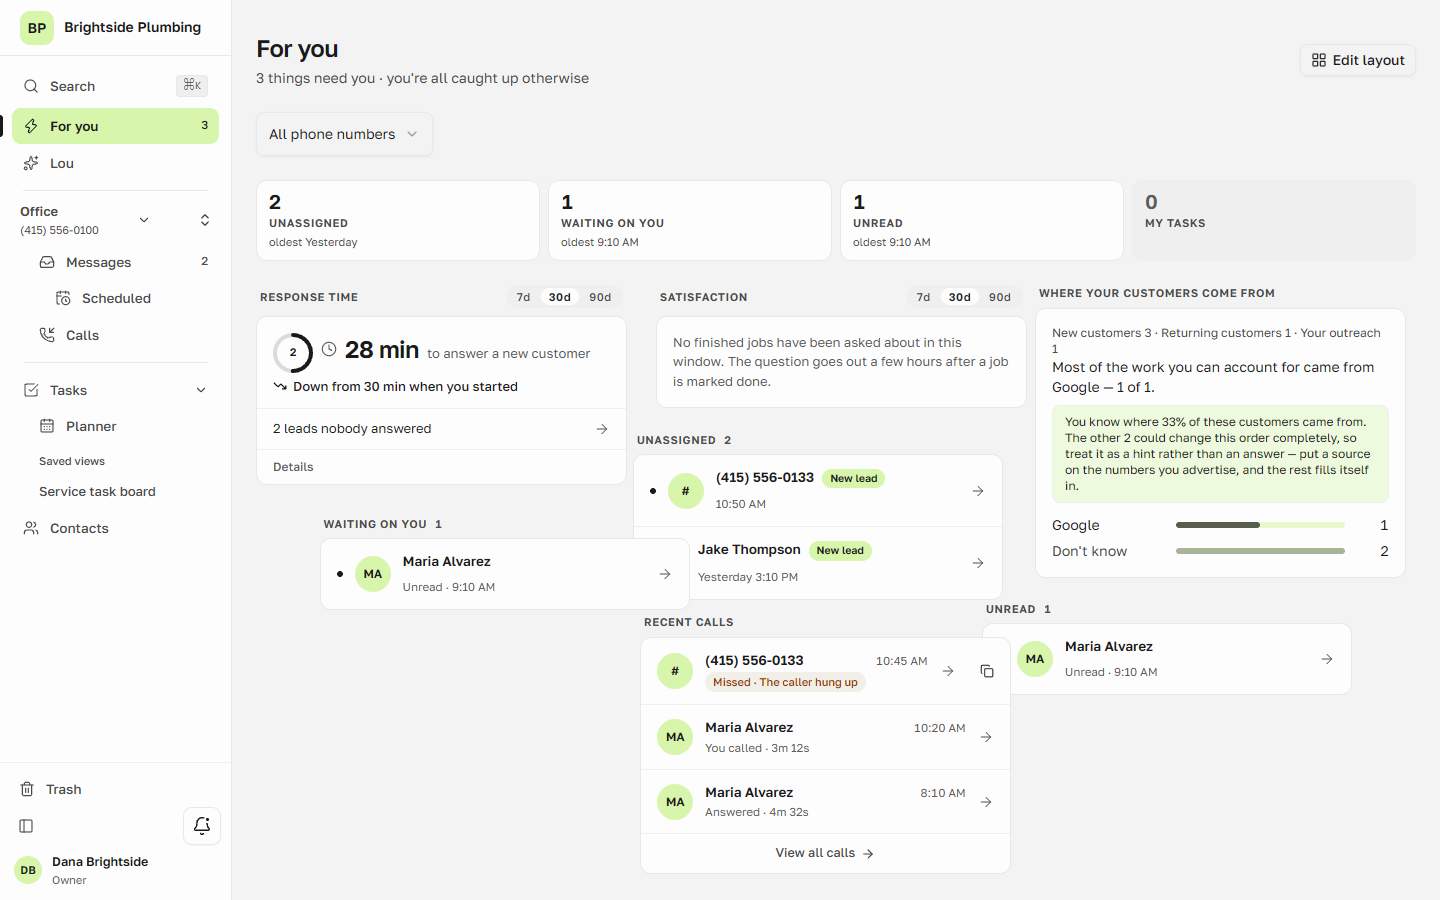 BP
Brightside Plumbing
Search
⌘K
For you
3
Lou
Office
(415) 556-0100
Messages
2
Scheduled
Calls
Tasks
Planner
Saved views
Service task board
Contacts
Trash
DB
Dana Brightside
Owner
For you
3 things need you · you're all caught up otherwise
Edit layout
All phone numbers
2
UNASSIGNED
oldest Yesterday
1
WAITING ON YOU
oldest 9:10 AM
1
UNREAD
oldest 9:10 AM
0
MY TASKS
RESPONSE TIME
7d 30d 90d
2
28 min to answer a new customer
Down from 30 min when you started
2 leads nobody answered
Details
SATISFACTION
7d 30d 90d
No finished jobs have been asked about in this
window. The question goes out a few hours after a job
is marked done.
WHERE YOUR CUSTOMERS COME FROM
New customers 3 · Returning customers 1 · Your outreach
1
Most of the work you can account for came from
Google — 1 of 1.
You know where 33% of these customers came from.
The other 2 could change this order completely, so
treat it as a hint rather than an answer — put a source
on the numbers you advertise, and the rest fills itself
in.
Google 1
Don't know 2
UNASSIGNED 2
#
(415) 556-0133 New lead
10:50 AM
Jake Thompson New lead
Yesterday 3:10 PM
WAITING ON YOU 1
MA
Maria Alvarez
Unread · 9:10 AM
RECENT CALLS
#
(415) 556-0133 10:45 AM
Missed · The caller hung up
MA
Maria Alvarez 10:20 AM
You called · 3m 12s
MA
Maria Alvarez 8:10 AM
Answered · 4m 32s
View all calls
UNREAD 1
MA
Maria Alvarez
Unread · 9:10 AM